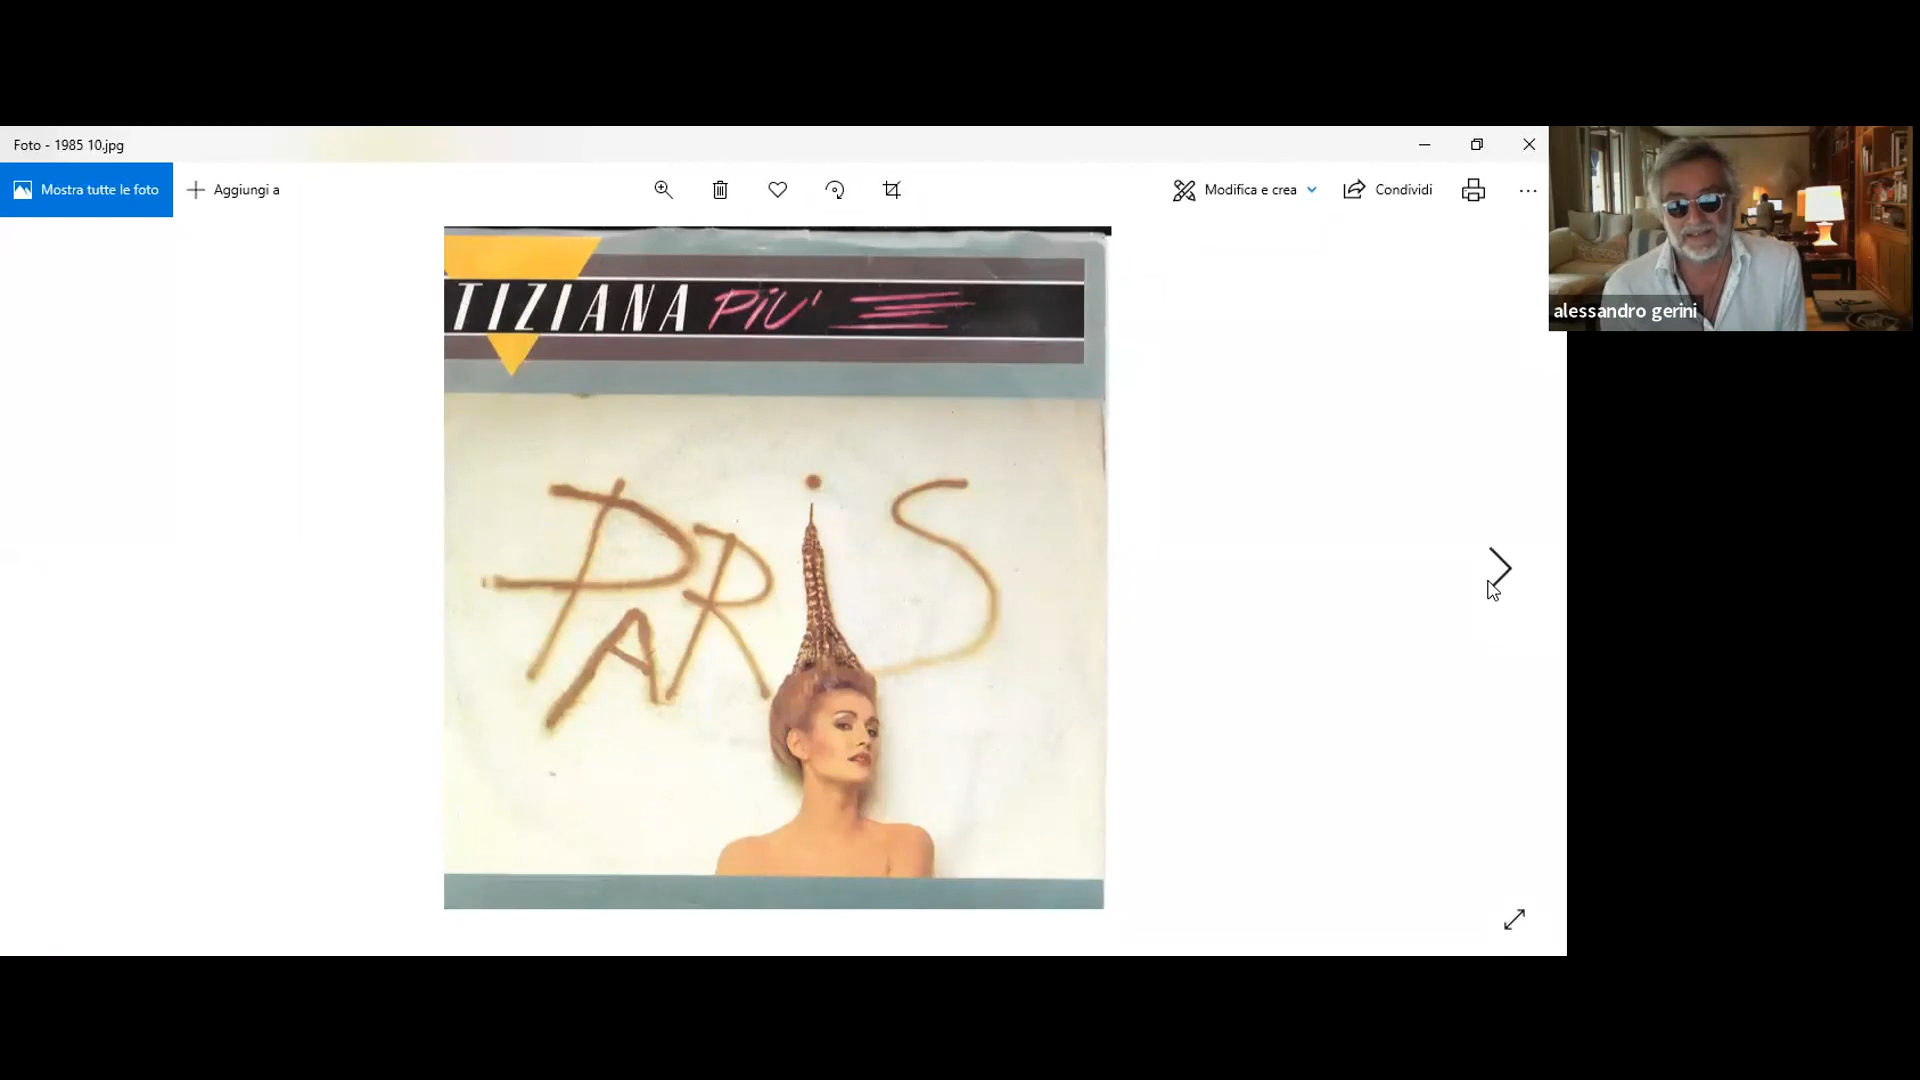 Foto - 1985 10.jpg
Mostra tutte le foto
Aggiungi a
Modifica e crea
Condividi
alessandro gerini
TIZIANA PIU'
PARiS